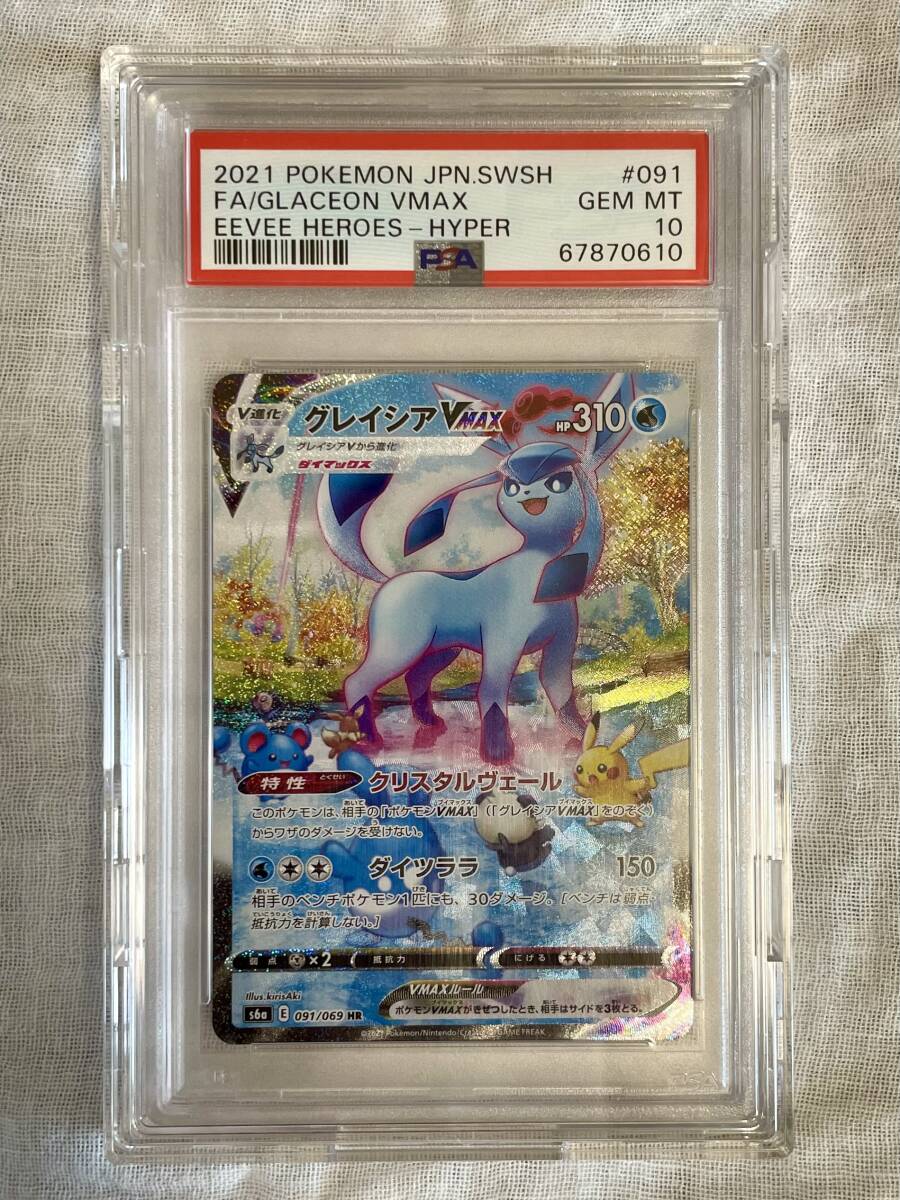 2021 POKEMON JPN.SWSH #091
FA/GLACEON VMAX GEM MT
EEVEE HEROES-HYPER 10
PSA 67870610
V進化
グレイシアVMAX HP310
グレイシアVから進化
ダイマックス
特性 とくせい クリスタルヴェール
このポケモンは、相手の「ポケモンVMAX」(「グレイシアVMAX」をのぞく)
からワザのダメージを受けない。
ダイツララ 150
相手のベンチポケモン1匹にも、30ダメージ。[ベンチは弱点・
抵抗力を計算しない。]
弱点 ×2 抵抗力 にげる
Illus.kirisAki
VMAXルール
s6a E 091/069 HR
ポケモンVMAXがきぜつしたとき、相手はサイドを3枚とる。
Pokémon/Nintendo/ GAME FREAK